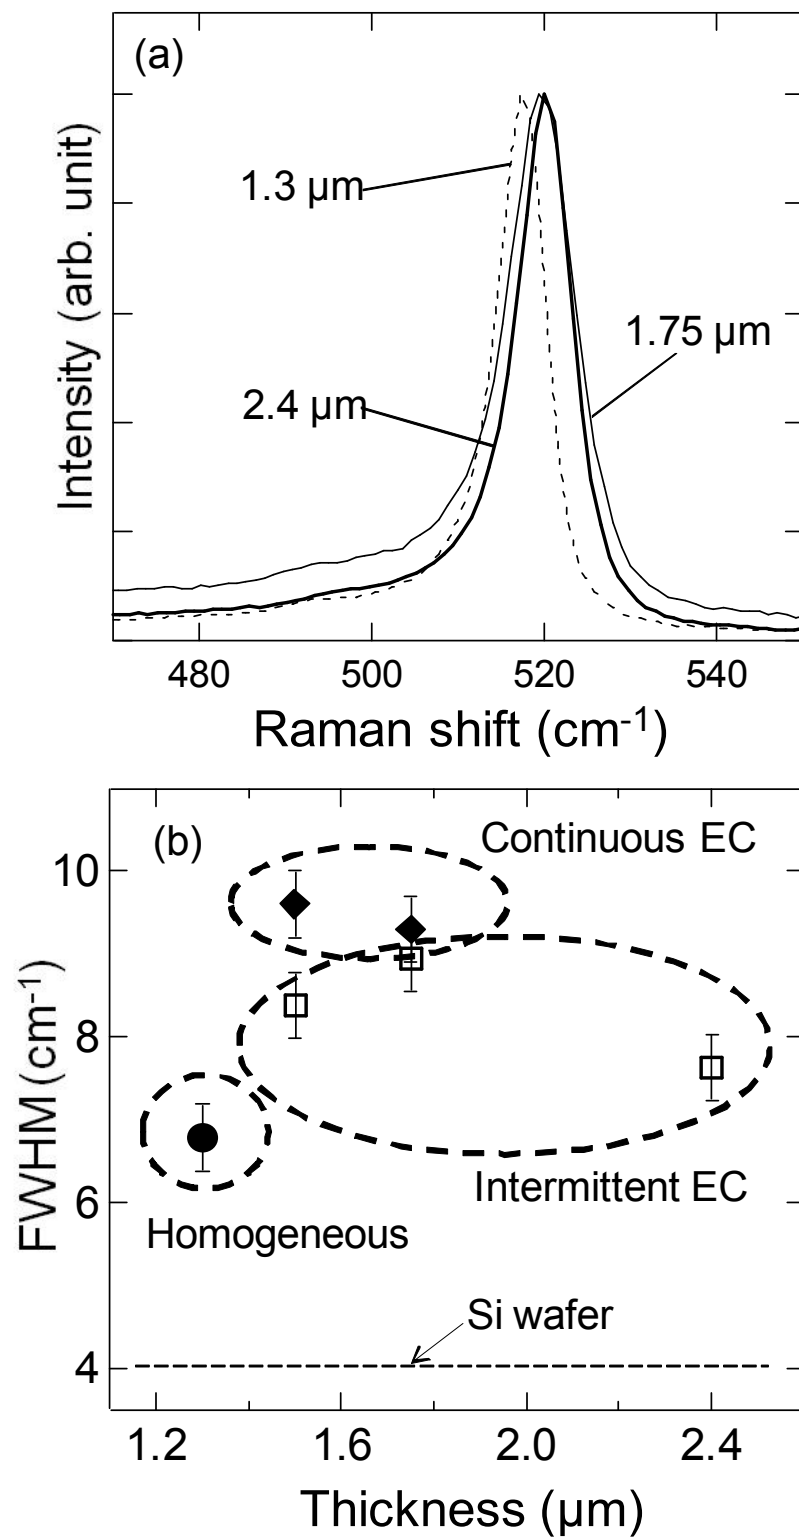 (a)
1.3 µm
1.75 µm
2.4 µm
Intensity (arb. unit)
480 500 520 540
Raman shift (cm-1)
(b)
Continuous EC
10
8
6
4
FWHM (cm-1)
Intermittent EC
Homogeneous
Si wafer
1.2 1.6 2.0 2.4
Thickness (µm)